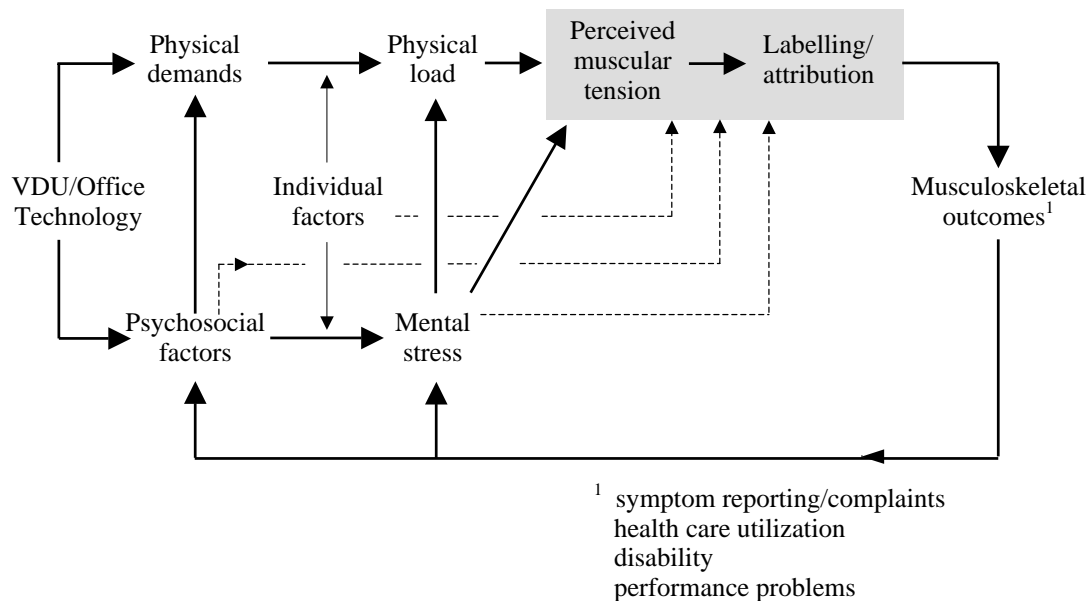 Physical
demands
Physical
load
Perceived
muscular
tension
Labelling/
attribution
VDU/Office
Technology
Individual
factors
Musculoskeletal
outcomes1
Psychosocial
factors
Mental
stress
1 symptom reporting/complaints
health care utilization
disability
performance problems